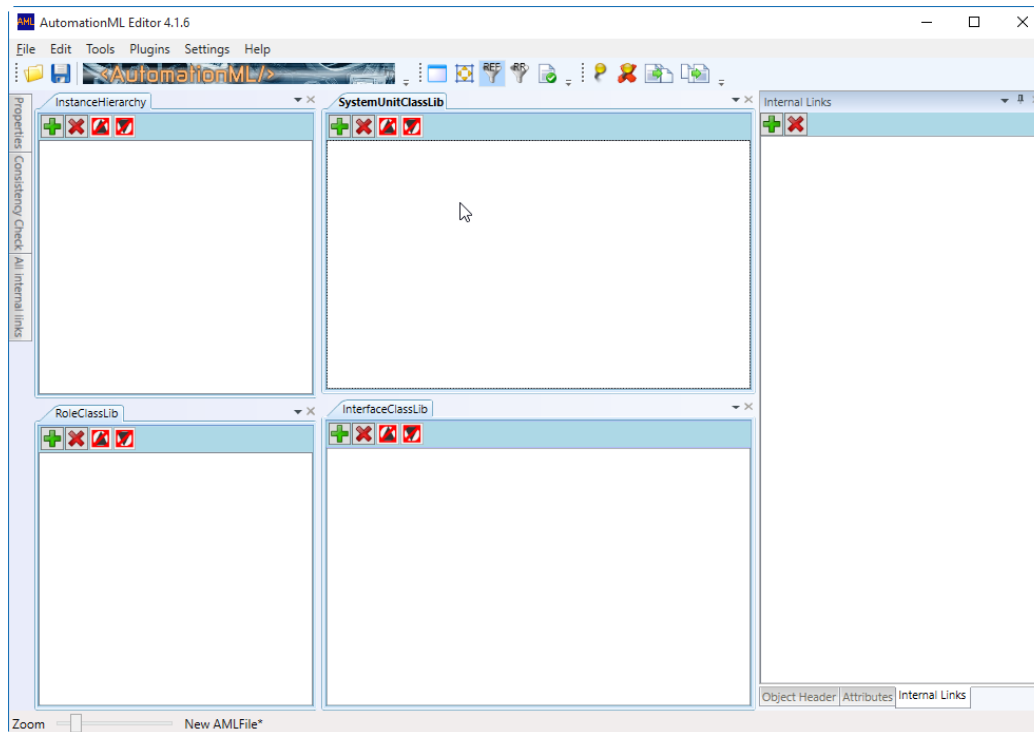 AML AutomationML Editor 4.1.6
File Edit Tools Plugins Settings Help
<AutomationML/> REF RR
Properties
Consistency Check
All internal links
InstanceHierarchy
SystemUnitClassLib
Internal Links
RoleClassLib
InterfaceClassLib
Object Header Attributes Internal Links
Zoom New AMLFile*